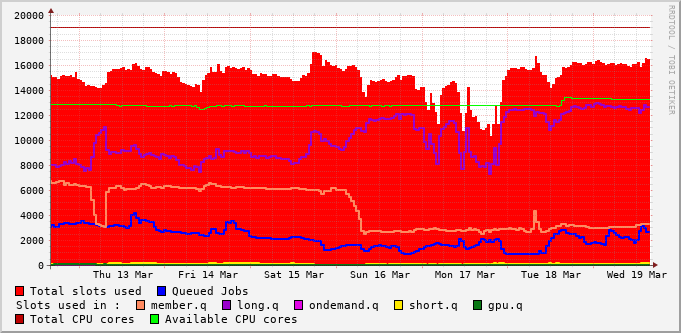 20000
18000
16000
14000
12000
10000
8000
6000
4000
2000
0
Thu 13 Mar Fri 14 Mar Sat 15 Mar Sun 16 Mar Mon 17 Mar Tue 18 Mar Wed 19 Mar
Total slots used Queued Jobs
Slots used in : member.q long.q ondemand.q short.q gpu.q
Total CPU cores Available CPU cores
RRDTOOL / TOBI OETIKER